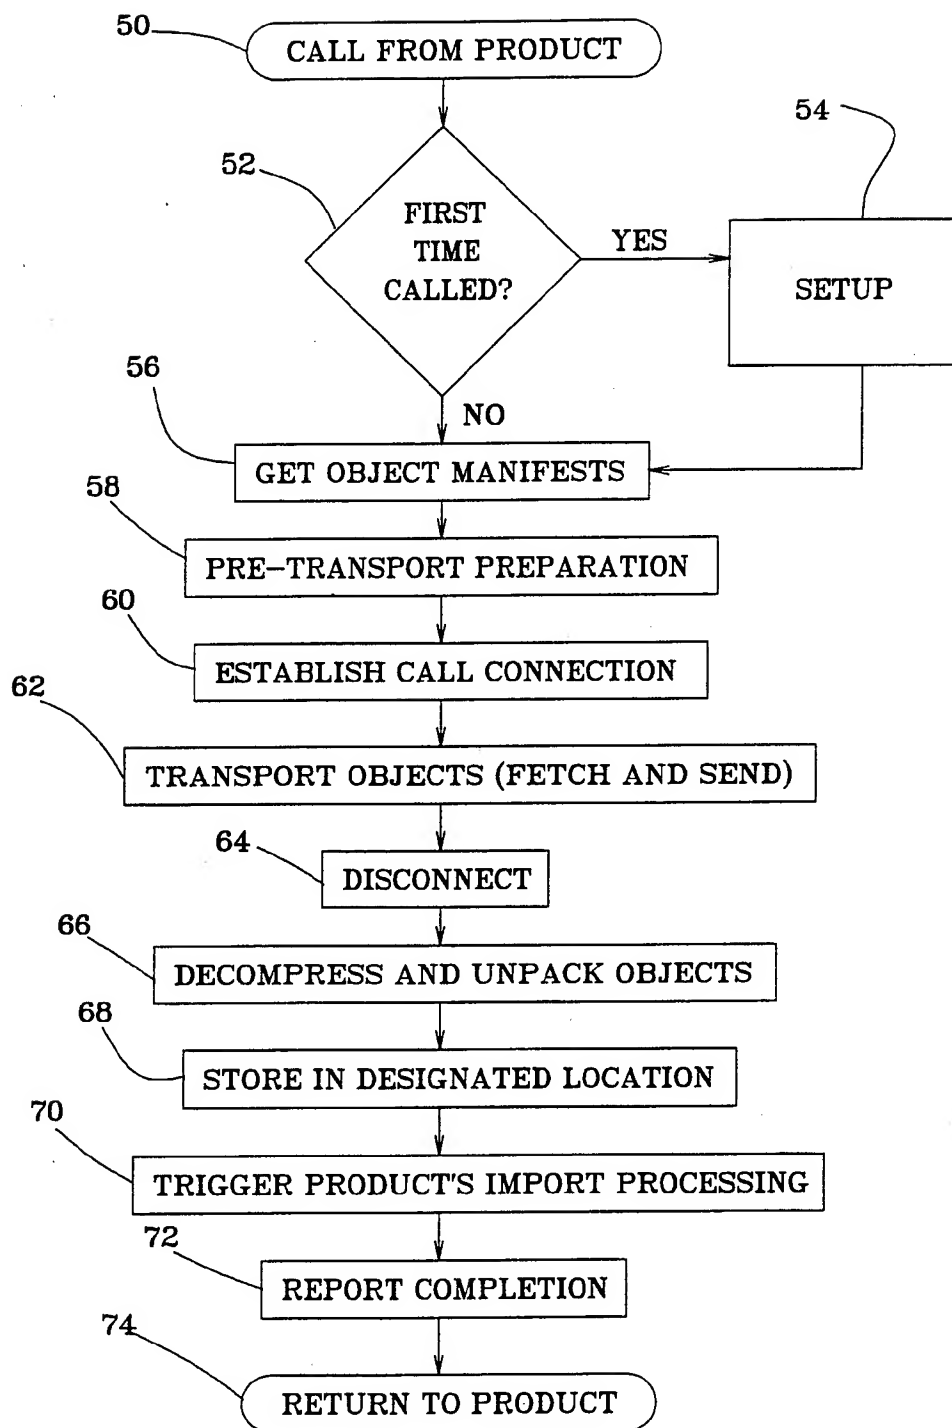 50
CALL FROM PRODUCT
54
52
FIRST
TIME
CALLED?
YES
SETUP
56
NO
GET OBJECT MANIFESTS
58
PRE-TRANSPORT PREPARATION
60
ESTABLISH CALL CONNECTION
62
TRANSPORT OBJECTS (FETCH AND SEND)
64
DISCONNECT
66
DECOMPRESS AND UNPACK OBJECTS
68
STORE IN DESIGNATED LOCATION
70
TRIGGER PRODUCT'S IMPORT PROCESSING
72
REPORT COMPLETION
74
RETURN TO PRODUCT